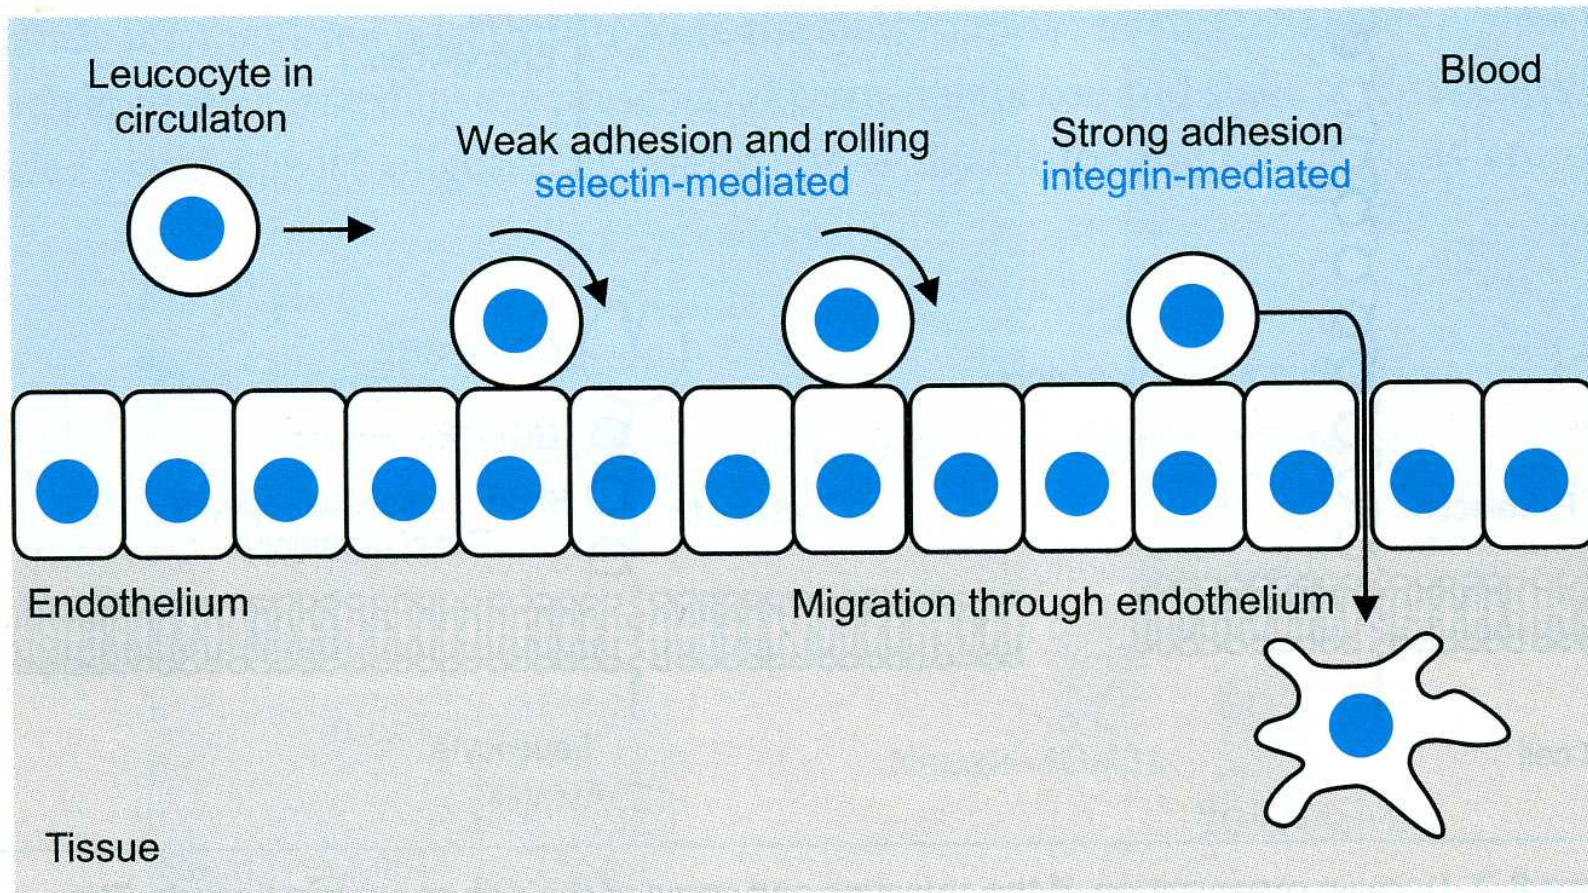 Leucocyte in
circulaton
Blood
Weak adhesion and rolling
selectin-mediated
Strong adhesion
integrin-mediated
Endothelium
Migration through endothelium
Tissue